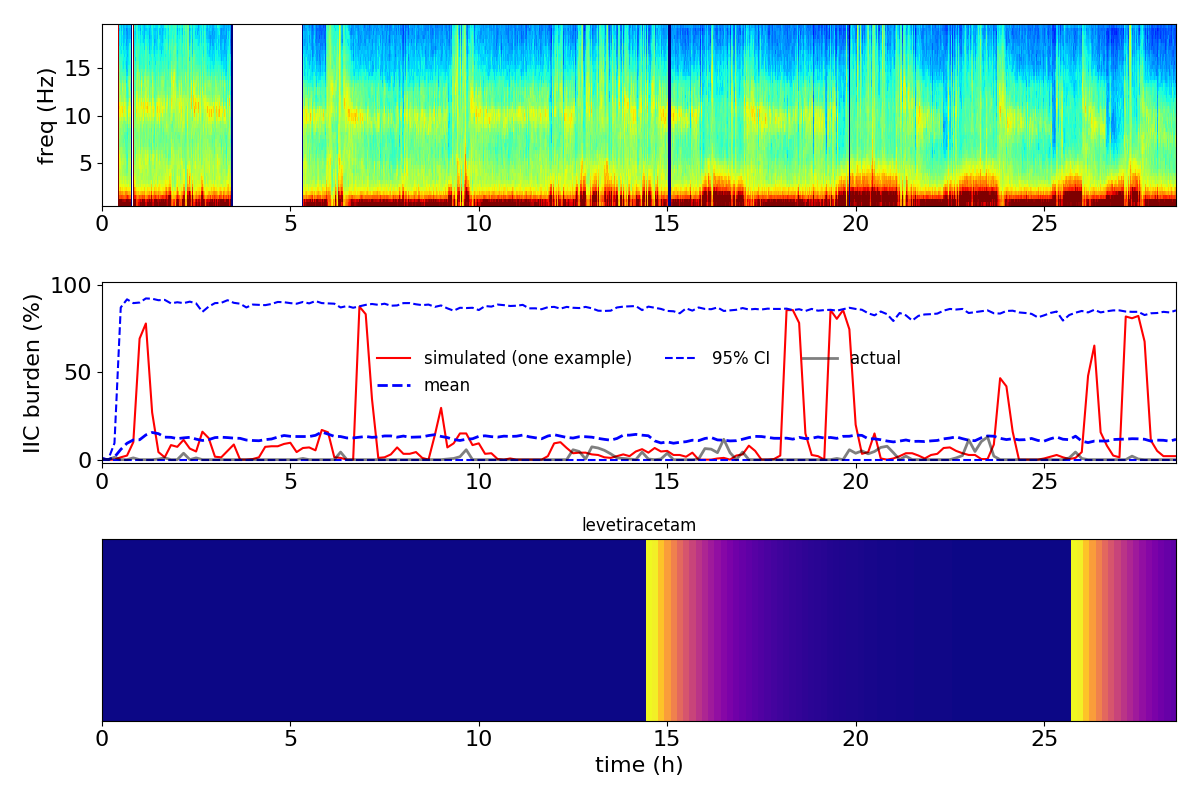 freq (Hz)
15
10
5
0 5 10 15 20 25
IIC burden (%)
100
50
0
simulated (one example) 95% CI actual
mean
0 5 10 15 20 25
levetiracetam
0 5 10 15 20 25
time (h)